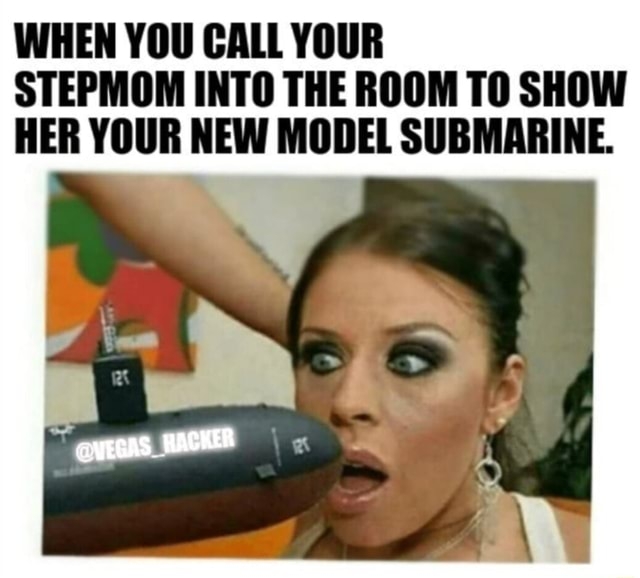 WHEN YOU CALL YOUR
STEPMOM INTO THE ROOM TO SHOW
HER YOUR NEW MODEL SUBMARINE.
@VEGAS_HACKER